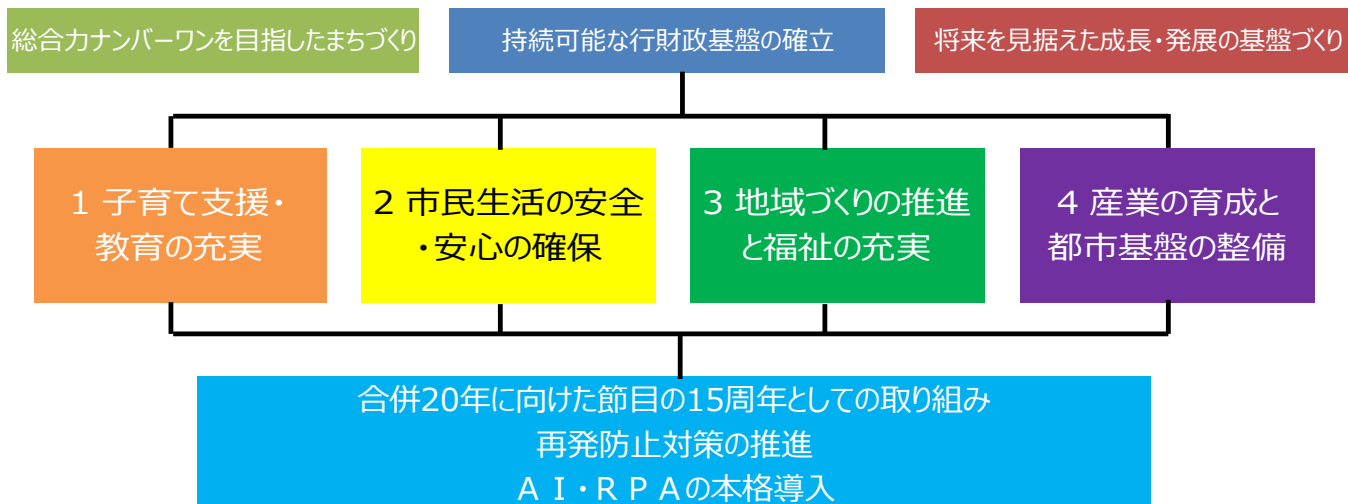 総合力ナンバーワンを目指したまちづくり
持続可能な行財政基盤の確立
将来を見据えた成長・発展の基盤づくり
1 子育て支援・
教育の充実
2 市民生活の安全
・安心の確保
3 地域づくりの推進
と福祉の充実
4 産業の育成と
都市基盤の整備
合併20年に向けた節目の15周年としての取り組み
再発防止対策の推進
ＡＩ・ＲＰＡの本格導入